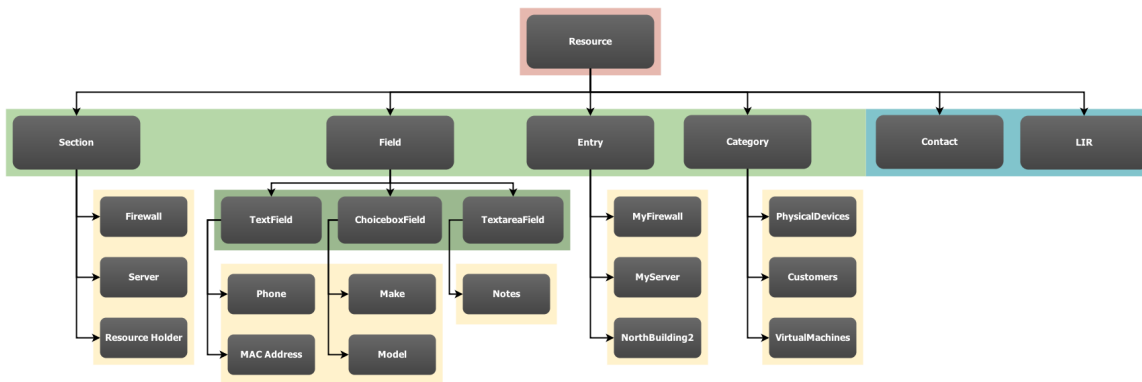 Resource
Section
Field
Entry
Category
Contact
LIR
Firewall
Server
Resource Holder
TextField
ChoiceboxField
TextareaField
Phone
MAC Address
Make
Model
Notes
MyFirewall
MyServer
NorthBuilding2
PhysicalDevices
Customers
VirtualMachines